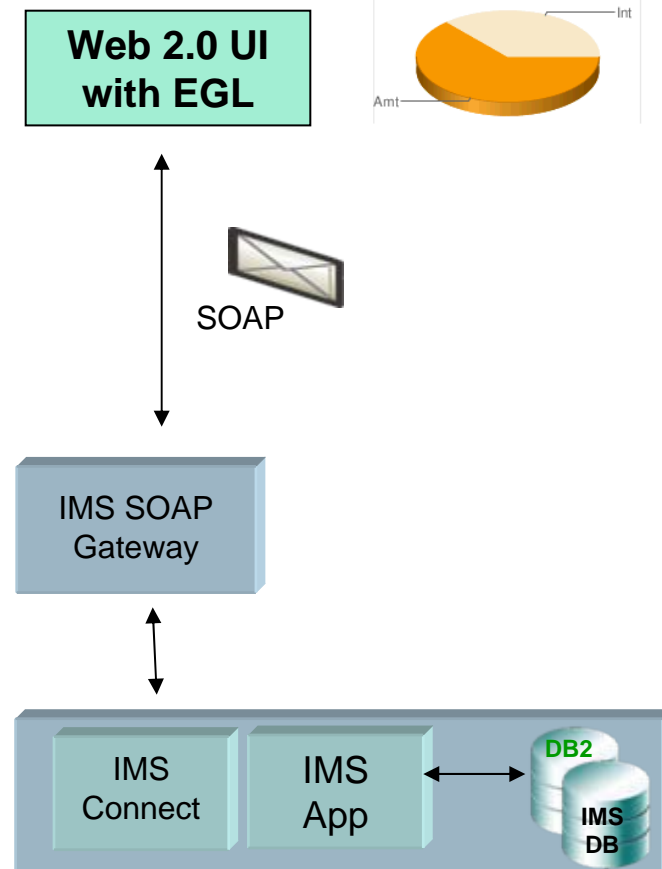 Web 2.0 UI
with EGL
Int
Amt
SOAP
IMS SOAP
Gateway
IMS
Connect
IMS
App
DB2
IMS
DB